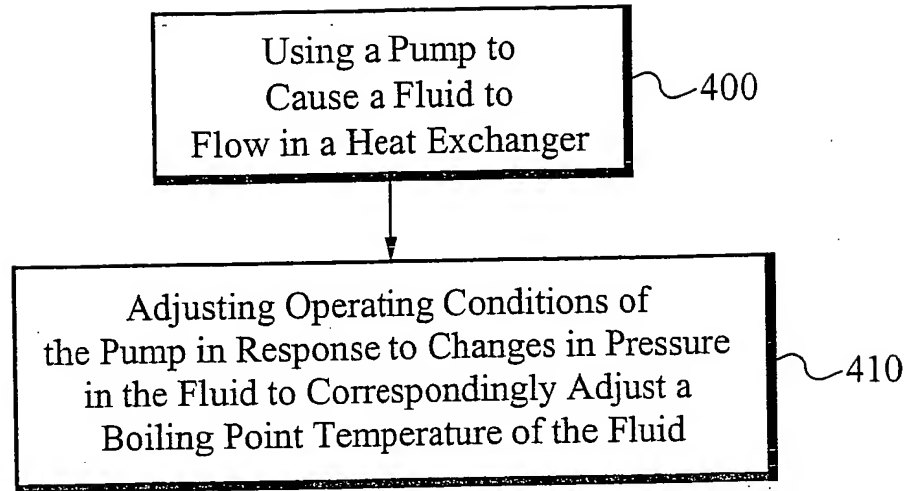 Using a Pump to
Cause a Fluid to
Flow in a Heat Exchanger
400
Adjusting Operating Conditions of
the Pump in Response to Changes in Pressure
in the Fluid to Correspondingly Adjust a
Boiling Point Temperature of the Fluid
410